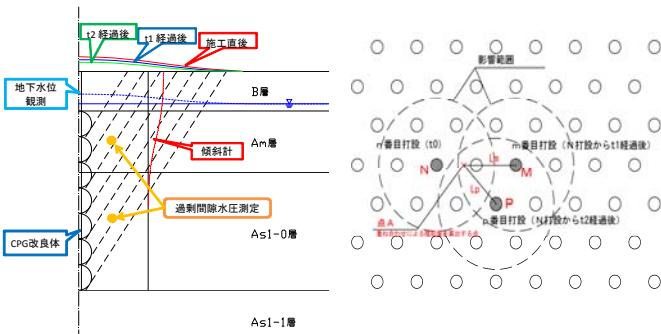 t2 経過後
t1 経過後
施工直後
地下水位
観測
B層
Am層
傾斜計
過剰間隙水圧測定
CPG改良体
As1-0層
As1-1層
影響範囲
n番目打設（t0）
m番目打設（N打設からt1経過後）
N
Ls
M
Lp
P
p番目打設（N打設からt2経過後）
点A